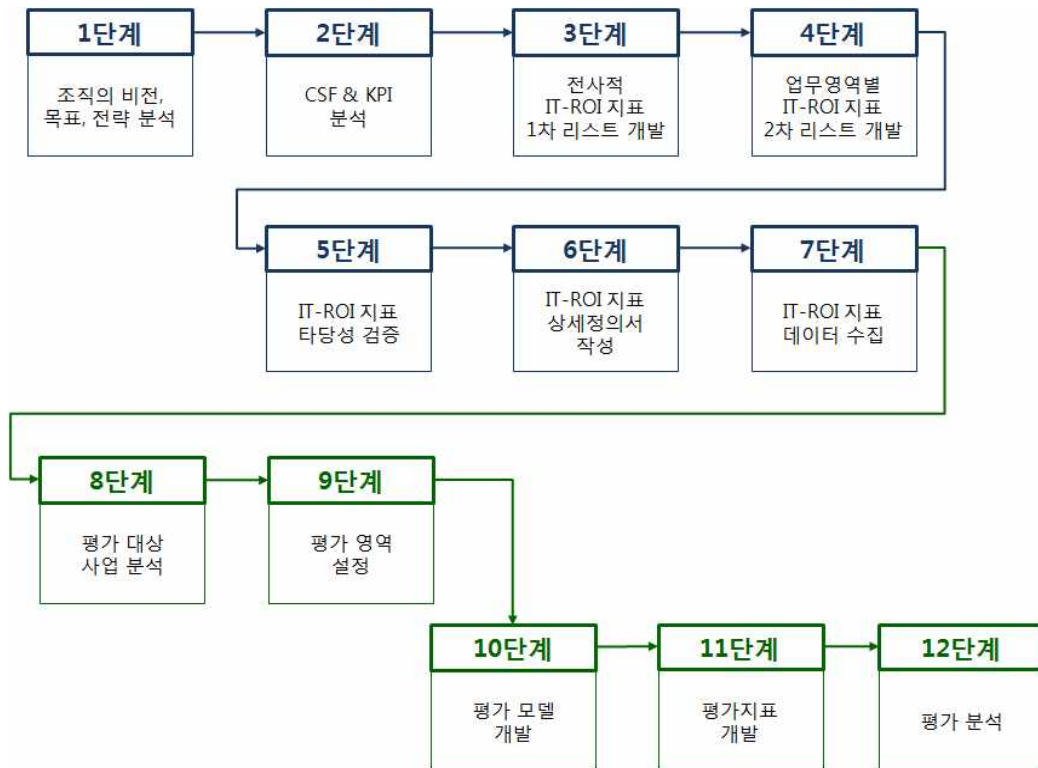 1단계
조직의 비전,
목표, 전략 분석
2단계
CSF & KPI
분석
3단계
전사적
IT-ROI 지표
1차 리스트 개발
4단계
업무영역별
IT-ROI 지표
2차 리스트 개발
5단계
IT-ROI 지표
타당성 검증
6단계
IT-ROI 지표
상세정의서
작성
7단계
IT-ROI 지표
데이터 수집
8단계
평가 대상
사업 분석
9단계
평가 영역
설정
10단계
평가 모델
개발
11단계
평가지표
개발
12단계
평가 분석